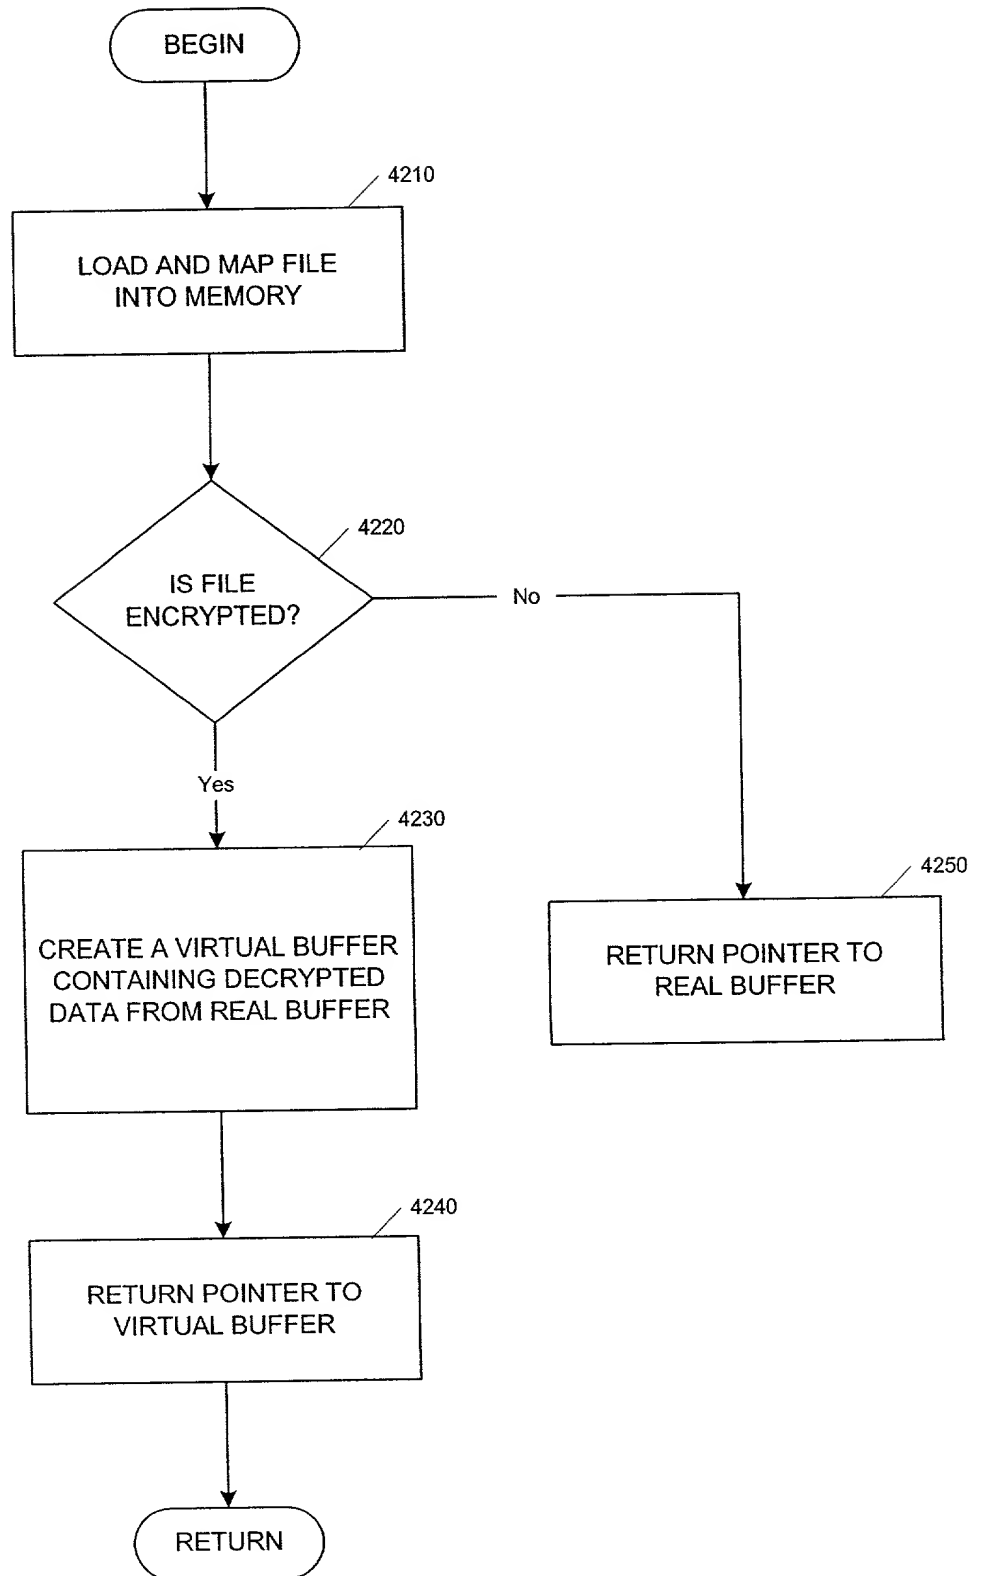 BEGIN
4210
LOAD AND MAP FILE
INTO MEMORY
4220
IS FILE
ENCRYPTED?
No
Yes
4230
CREATE A VIRTUAL BUFFER
CONTAINING DECRYPTED
DATA FROM REAL BUFFER
4250
RETURN POINTER TO
REAL BUFFER
4240
RETURN POINTER TO
VIRTUAL BUFFER
RETURN